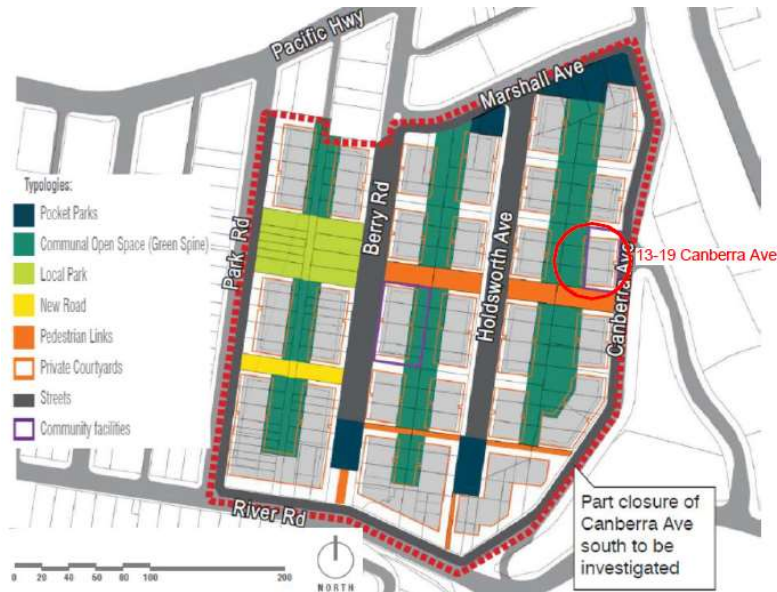 Pacific Hwy
Marshall Ave
Typologies:
Pocket Parks
Communal Open Space (Green Spine)
Local Park
New Road
Pedestrian Links
Private Courtyards
Streets
Community facilities
Park Rd
Berry Rd
Holdsworth Ave
Canberra Ave
13-19 Canberra Ave
River Rd
Part closure of
Canberra Ave
south to be
investigated
0 20 40 60 80 100 200
NORTH